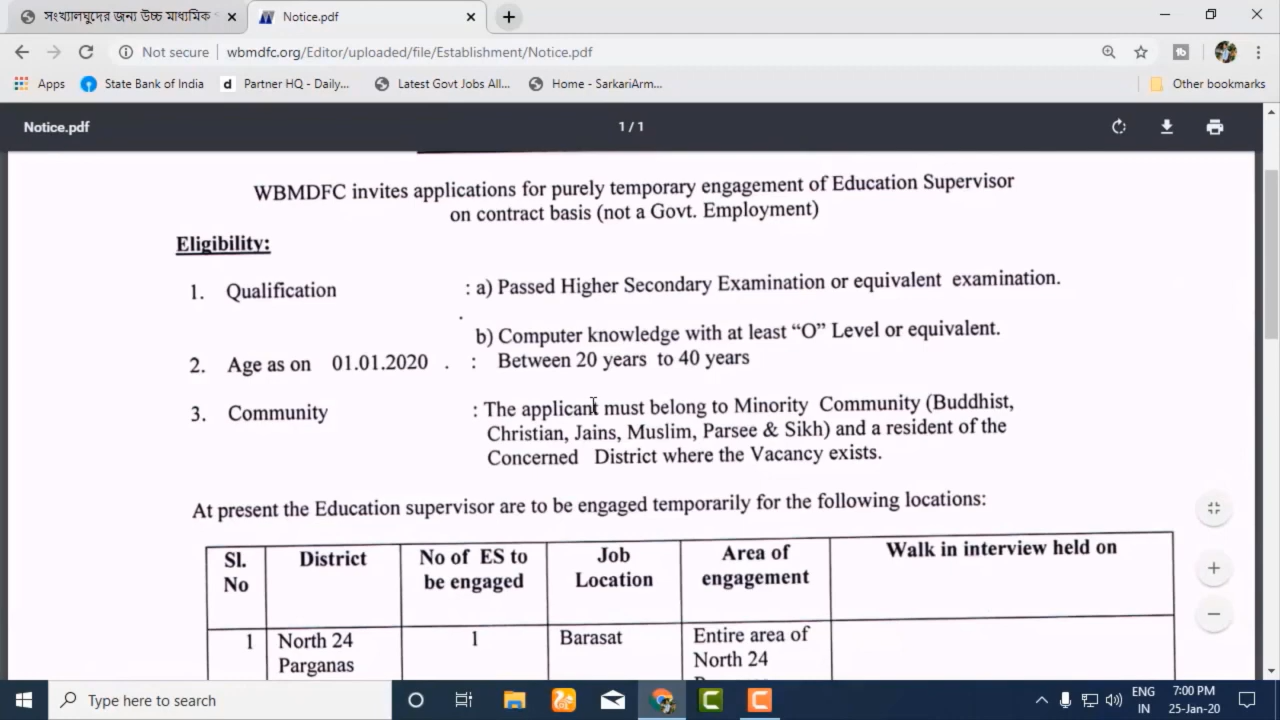 সংখ্যালঘুদের জন্য উচ্চ মাধ্যমিক
Notice.pdf
Not secure
wbmdfc.org/Editor/uploaded/file/Establishment/Notice.pdf
Apps
State Bank of India
d Partner HQ - Daily...
Latest Govt Jobs All...
Home - SarkariArm...
Other bookmarks
Notice.pdf
1 / 1
WBMDFC invites applications for purely temporary engagement of Education Supervisor
on contract basis (not a Govt. Employment)
Eligibility:
1. Qualification : a) Passed Higher Secondary Examination or equivalent examination.
b) Computer knowledge with at least “O” Level or equivalent.
2. Age as on 01.01.2020 . : Between 20 years to 40 years
3. Community : The applicant must belong to Minority Community (Buddhist,
Christian, Jains, Muslim, Parsee & Sikh) and a resident of the
Concerned District where the Vacancy exists.
At present the Education supervisor are to be engaged temporarily for the following locations:
Sl.
No
District
No of ES to
be engaged
Job
Location
Area of
engagement
Walk in interview held on
1
North 24
Parganas
1
Barasat
Entire area of
North 24
Type here to search
ENG
IN
7:00 PM
25-Jan-20